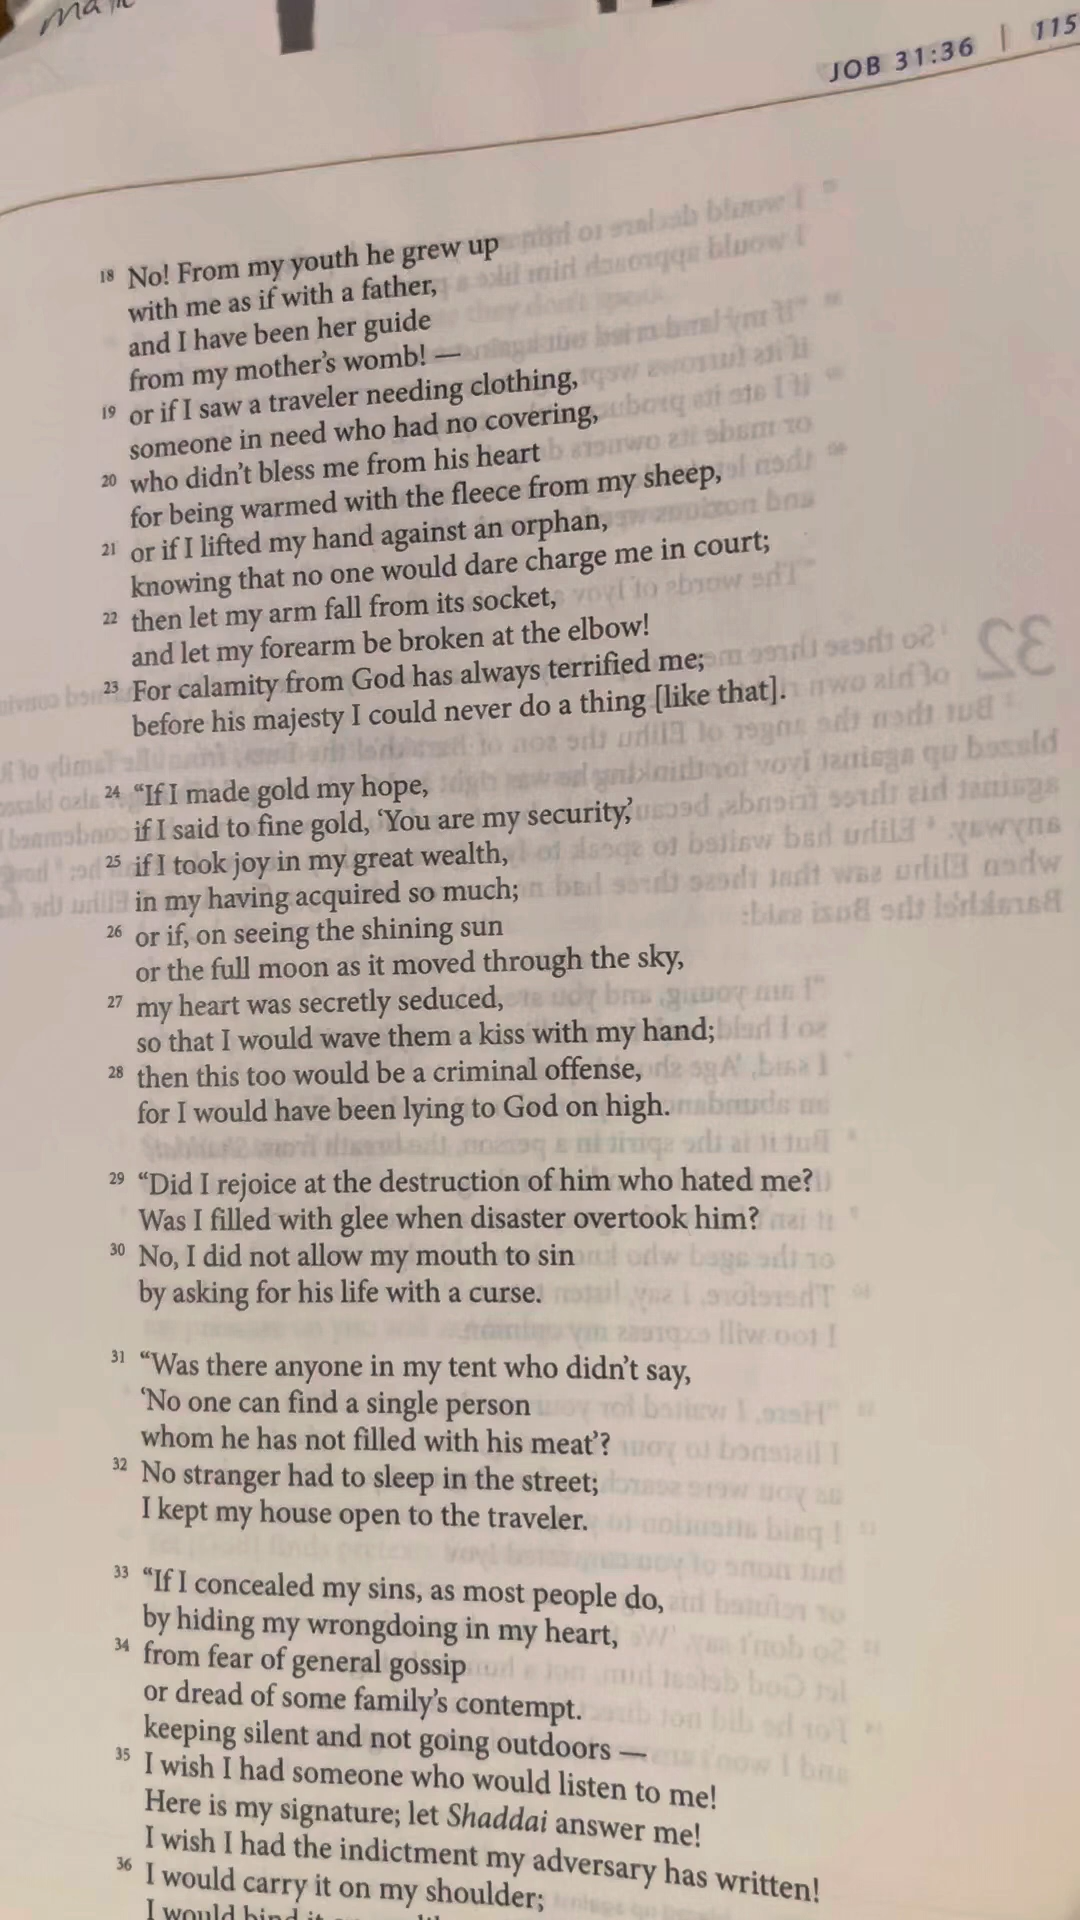 JOB 31:36 | 115
18 No! From my youth he grew up
with me as if with a father,
and I have been her guide
from my mother's womb! —
19 or if I saw a traveler needing clothing,
someone in need who had no covering,
20 who didn't bless me from his heart
for being warmed with the fleece from my sheep,
21 or if I lifted my hand against an orphan,
knowing that no one would dare charge me in court;
22 then let my arm fall from its socket,
and let my forearm be broken at the elbow!
23 For calamity from God has always terrified me;
before his majesty I could never do a thing [like that].
24 “If I made gold my hope,
if I said to fine gold, ‘You are my security,’
25 if I took joy in my great wealth,
in my having acquired so much;
26 or if, on seeing the shining sun
or the full moon as it moved through the sky,
27 my heart was secretly seduced,
so that I would wave them a kiss with my hand;
28 then this too would be a criminal offense,
for I would have been lying to God on high.
29 “Did I rejoice at the destruction of him who hated me?
Was I filled with glee when disaster overtook him?
30 No, I did not allow my mouth to sin
by asking for his life with a curse.
31 “Was there anyone in my tent who didn't say,
‘No one can find a single person
whom he has not filled with his meat’?
32 No stranger had to sleep in the street;
I kept my house open to the traveler.
33 “If I concealed my sins, as most people do,
by hiding my wrongdoing in my heart,
34 from fear of general gossip
or dread of some family's contempt.
keeping silent and not going outdoors —
35 I wish I had someone who would listen to me!
Here is my signature; let Shaddai answer me!
I wish I had the indictment my adversary has written!
36 I would carry it on my shoulder;
I would bind it